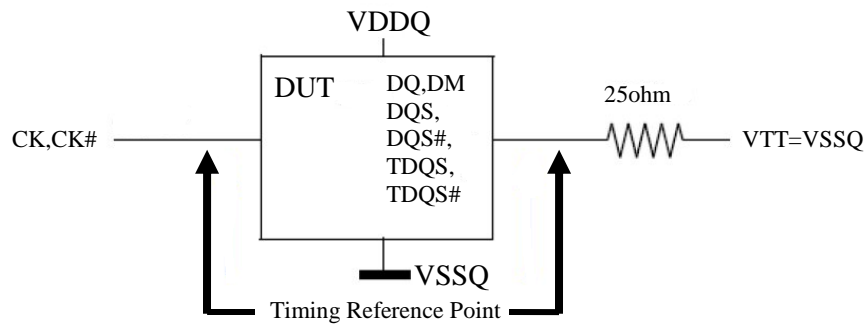 VDDQ
DUT
DQ,DM
DQS,
DQS#,
TDQS,
TDQS#
25ohm
CK,CK#
VTT=VSSQ
VSSQ
Timing Reference Point